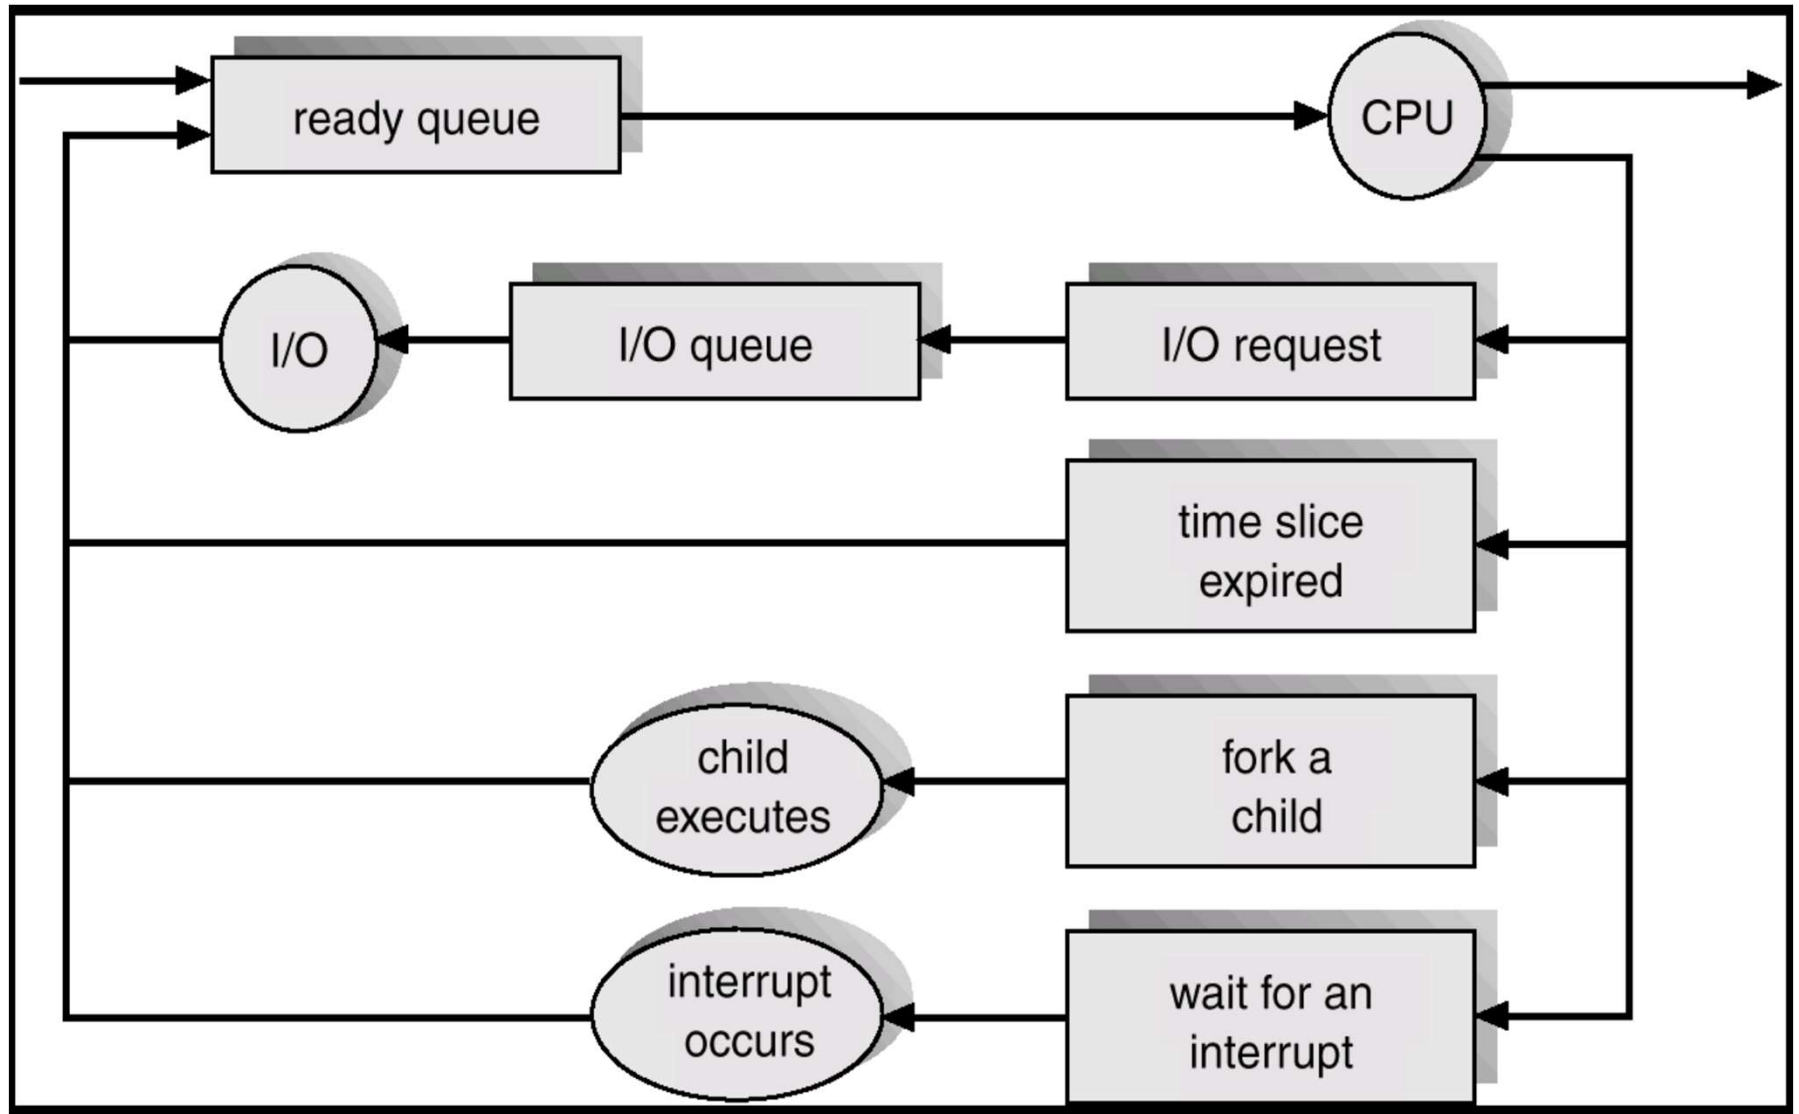 ready queue
CPU
I/O
I/O queue
I/O request
time slice
expired
child
executes
fork a
child
interrupt
occurs
wait for an
interrupt